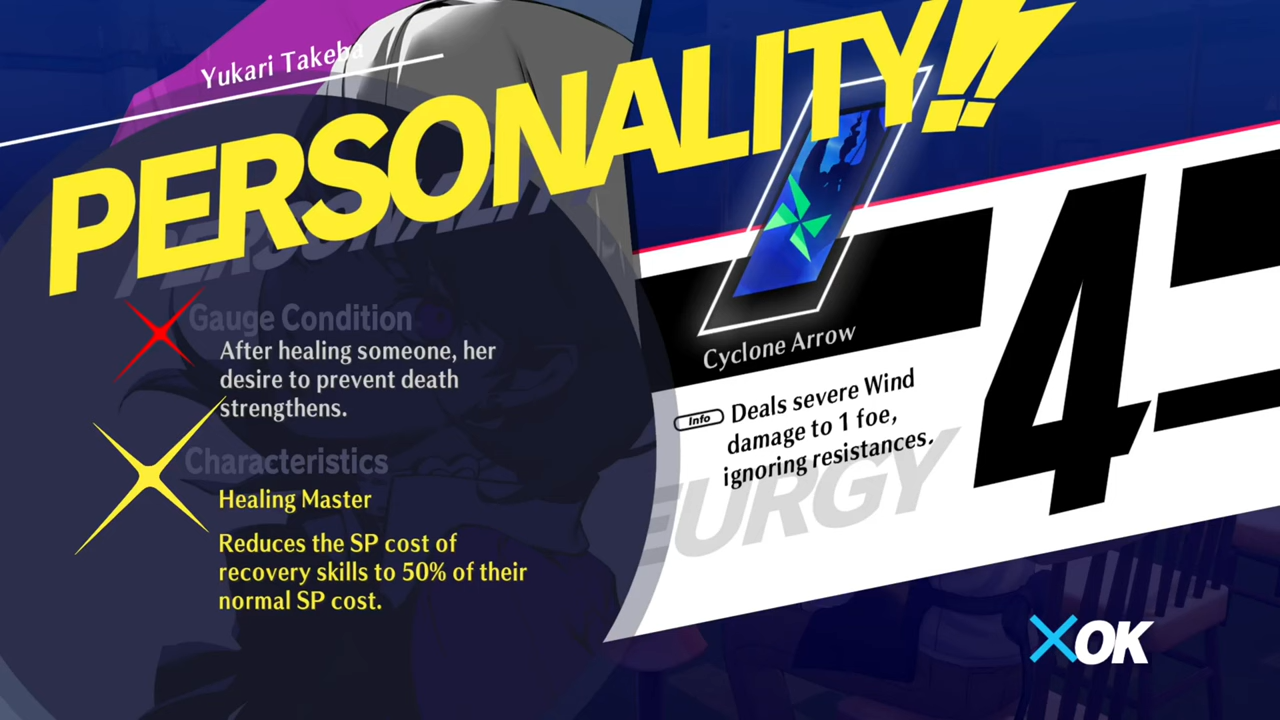 Yukari Takeba
PERSONALITY!!
PERSONALITY
Gauge Condition
After healing someone, her
desire to prevent death
strengthens.
Characteristics
Healing Master
Reduces the SP cost of
recovery skills to 50% of their
normal SP cost.
Cyclone Arrow
Info Deals severe Wind
damage to 1 foe,
ignoring resistances.
EURGY
4
OK